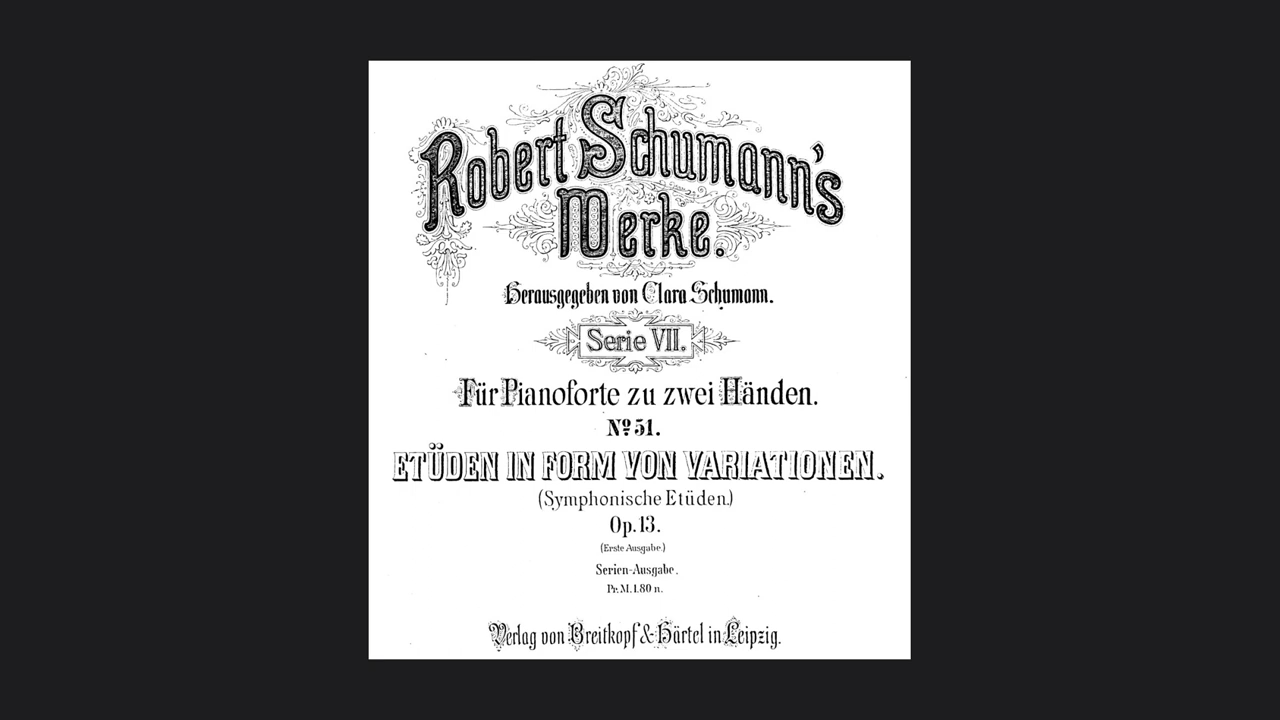 Robert Schumann's
Werke.
Herausgegeben von Clara Schumann.
Serie VII.
Für Pianoforte zu zwei Händen.
Nº 51.
ETÜDEN IN FORM VON VARIATIONEN.
(Symphonische Etüden.)
Op. 13.
(Erste Ausgabe.)
Serien-Ausgabe.
Pr. M. 1.80 n.
Verlag von Breitkopf & Härtel in Leipzig.